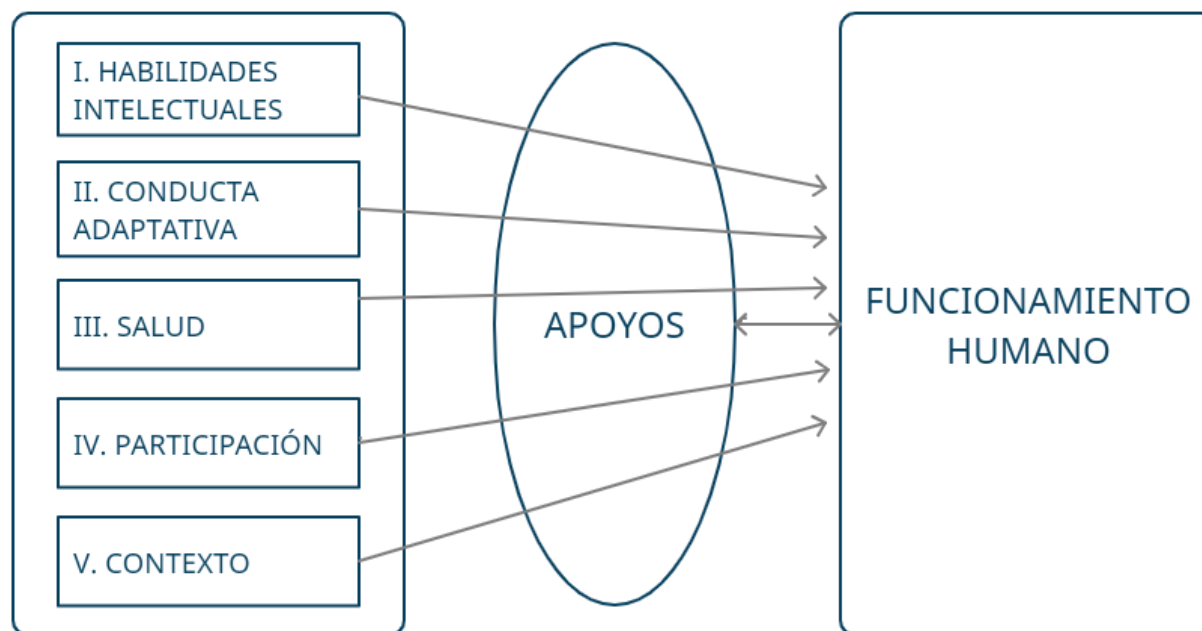 I. HABILIDADES
INTELECTUALES
II. CONDUCTA
ADAPTATIVA
III. SALUD
IV. PARTICIPACIÓN
V. CONTEXTO
APOYOS
FUNCIONAMIENTO
HUMANO